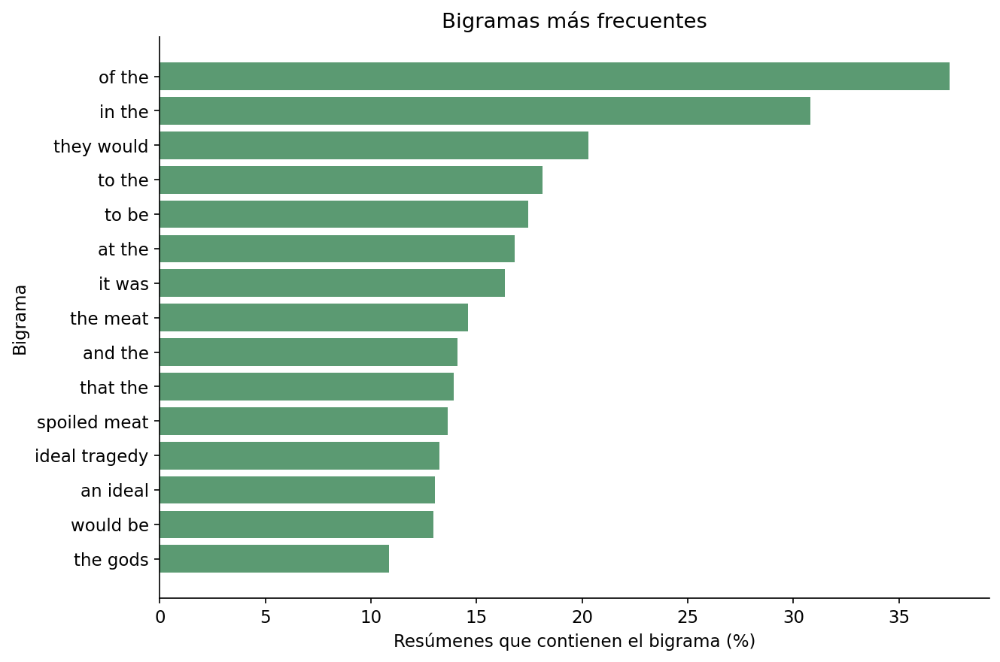 Bigramas más frecuentes
of the
in the
they would
to the
to be
at the
it was
the meat
and the
that the
spoiled meat
ideal tragedy
an ideal
would be
the gods
Bigrama
0 5 10 15 20 25 30 35
Resúmenes que contienen el bigrama (%)